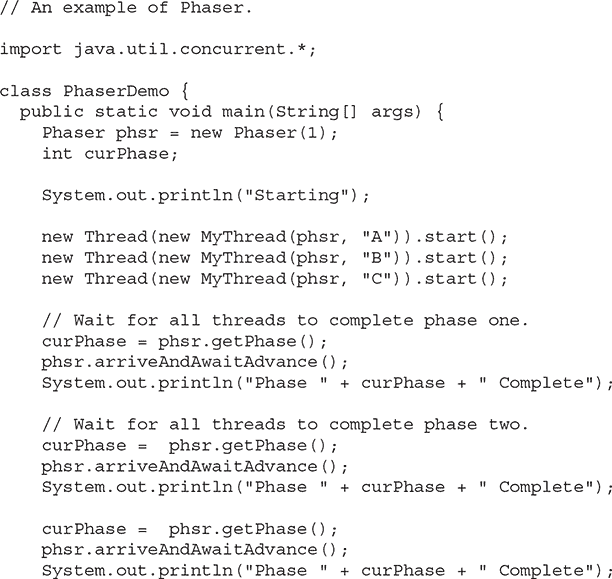 // An example of Phaser.

import java.util.concurrent.*;

class PhaserDemo {
  public static void main(String[] args) {
    Phaser phsr = new Phaser(1);
    int curPhase;

    System.out.println("Starting");

    new Thread(new MyThread(phsr, "A")).start();
    new Thread(new MyThread(phsr, "B")).start();
    new Thread(new MyThread(phsr, "C")).start();

    // Wait for all threads to complete phase one.
    curPhase = phsr.getPhase();
    phsr.arriveAndAwaitAdvance();
    System.out.println("Phase " + curPhase + " Complete");

    // Wait for all threads to complete phase two.
    curPhase =  phsr.getPhase();
    phsr.arriveAndAwaitAdvance();
    System.out.println("Phase " + curPhase + " Complete");

    curPhase =  phsr.getPhase();
    phsr.arriveAndAwaitAdvance();
    System.out.println("Phase " + curPhase + " Complete");